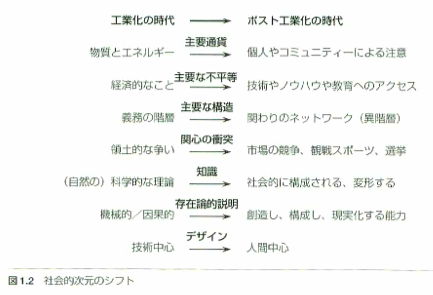 工業化の時代 ポスト工業化の時代
主要通貨
物質とエネルギー 個人やコミュニティーによる注意
主要な不平等
経済的なこと 技術やノウハウや教育へのアクセス
主要な構造
義務の階層 関わりのネットワーク（異階層）
関心の衝突
領土的な争い 市場の競争、観戦スポーツ、選挙
知識
（自然の）科学的な理論 社会的に構成される、変形する
存在論的説明
機械的／因果的 創造し、構成し、現実化する能力
デザイン
技術中心 人間中心
図1.2 社会的次元のシフト